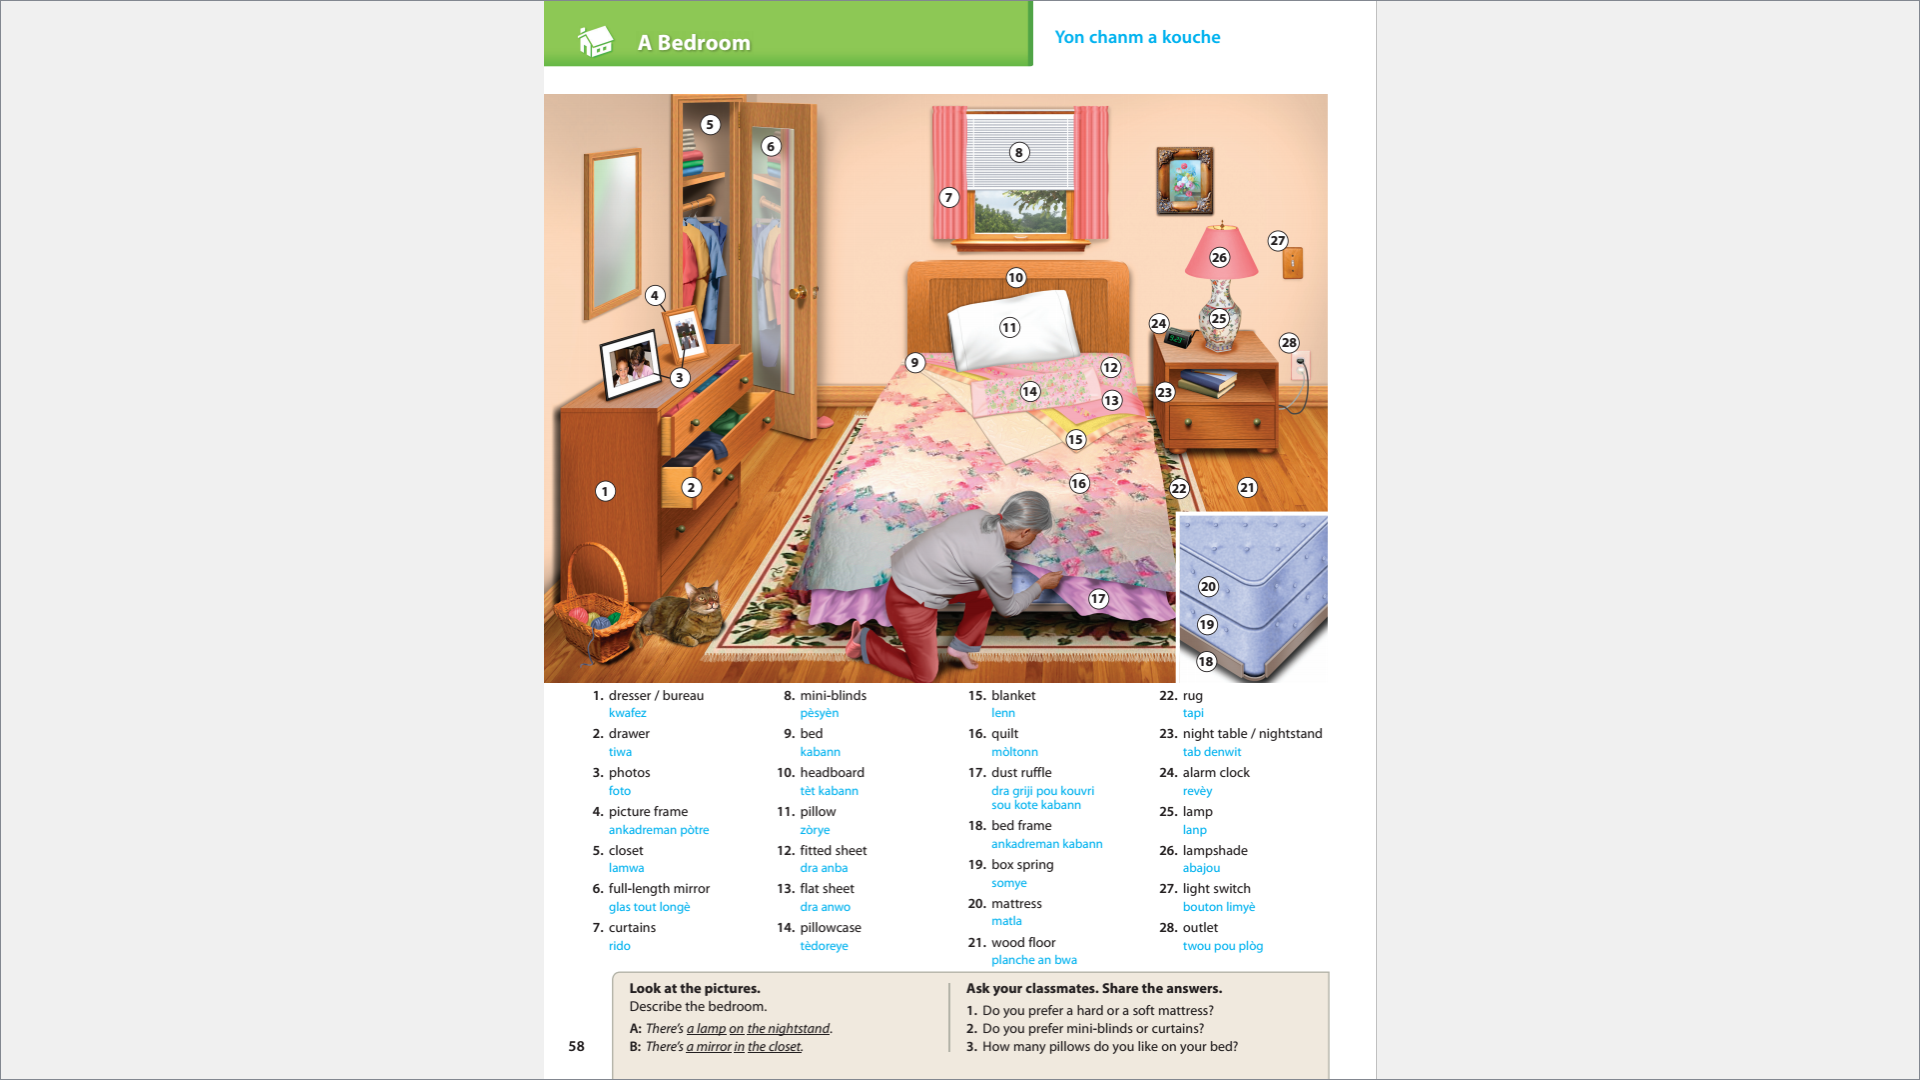 A Bedroom
Yon chanm a kouche
5
6
8
7
27
26
10
4
11
25
24
28
9
3
12
14
13
23
15
16
1
2
22
21
20
17
19
18
1. dresser / bureau
kwafez
2. drawer
tiwa
3. photos
foto
4. picture frame
ankadreman pòtre
5. closet
lamwa
6. full-length mirror
glas tout longè
7. curtains
rido
8. mini-blinds
pèsyèn
9. bed
kabann
10. headboard
tèt kabann
11. pillow
zòrye
12. fitted sheet
dra anba
13. flat sheet
dra anwo
14. pillowcase
tèdoreye
15. blanket
lenn
16. quilt
mòltonn
17. dust ruffle
dra griji pou kouvri
sou kote kabann
18. bed frame
ankadreman kabann
19. box spring
somye
20. mattress
matla
21. wood floor
planche an bwa
22. rug
tapi
23. night table / nightstand
tab denwit
24. alarm clock
revèy
25. lamp
lanp
26. lampshade
abajou
27. light switch
bouton limyè
28. outlet
twou pou plòg
Look at the pictures.
Describe the bedroom.
A: There's a lamp on the nightstand.
B: There's a mirror in the closet.
Ask your classmates. Share the answers.
1. Do you prefer a hard or a soft mattress?
2. Do you prefer mini-blinds or curtains?
3. How many pillows do you like on your bed?
58